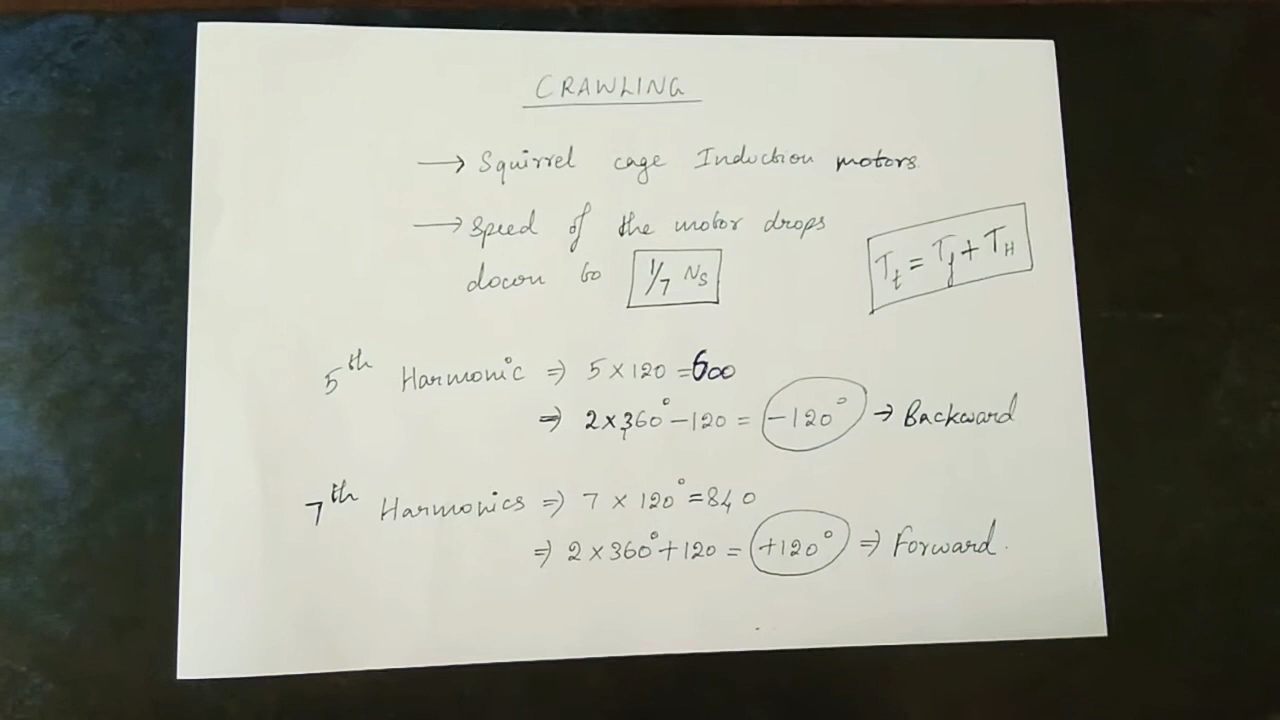 CRAWLING
→ Squirrel cage Induction motors.
→ Speed of the motor drops
down to 1/7 Ns
Tt = Tf + TH
5th Harmonic ⇒ 5 × 120 = 600
⇒ 2 × 360° - 120 = -120° → Backward
7th Harmonics ⇒ 7 × 120° = 840
⇒ 2 × 360° + 120 = +120° ⇒ Forward.